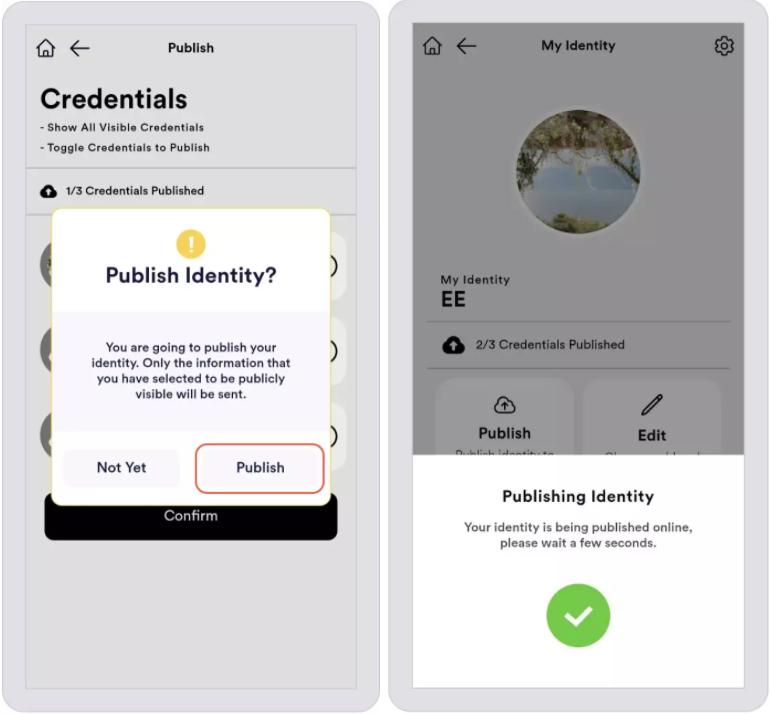 Publish
Credentials
- Show All Visible Credentials
- Toggle Credentials to Publish
1/3 Credentials Published
!
Publish Identity?
You are going to publish your
identity. Only the information that
you have selected to be publicly
visible will be sent.
Not Yet
Publish
Confirm
My Identity
My Identity
EE
2/3 Credentials Published
Publish
Edit
Publish identity to
Publishing Identity
Your identity is being published online,
please wait a few seconds.